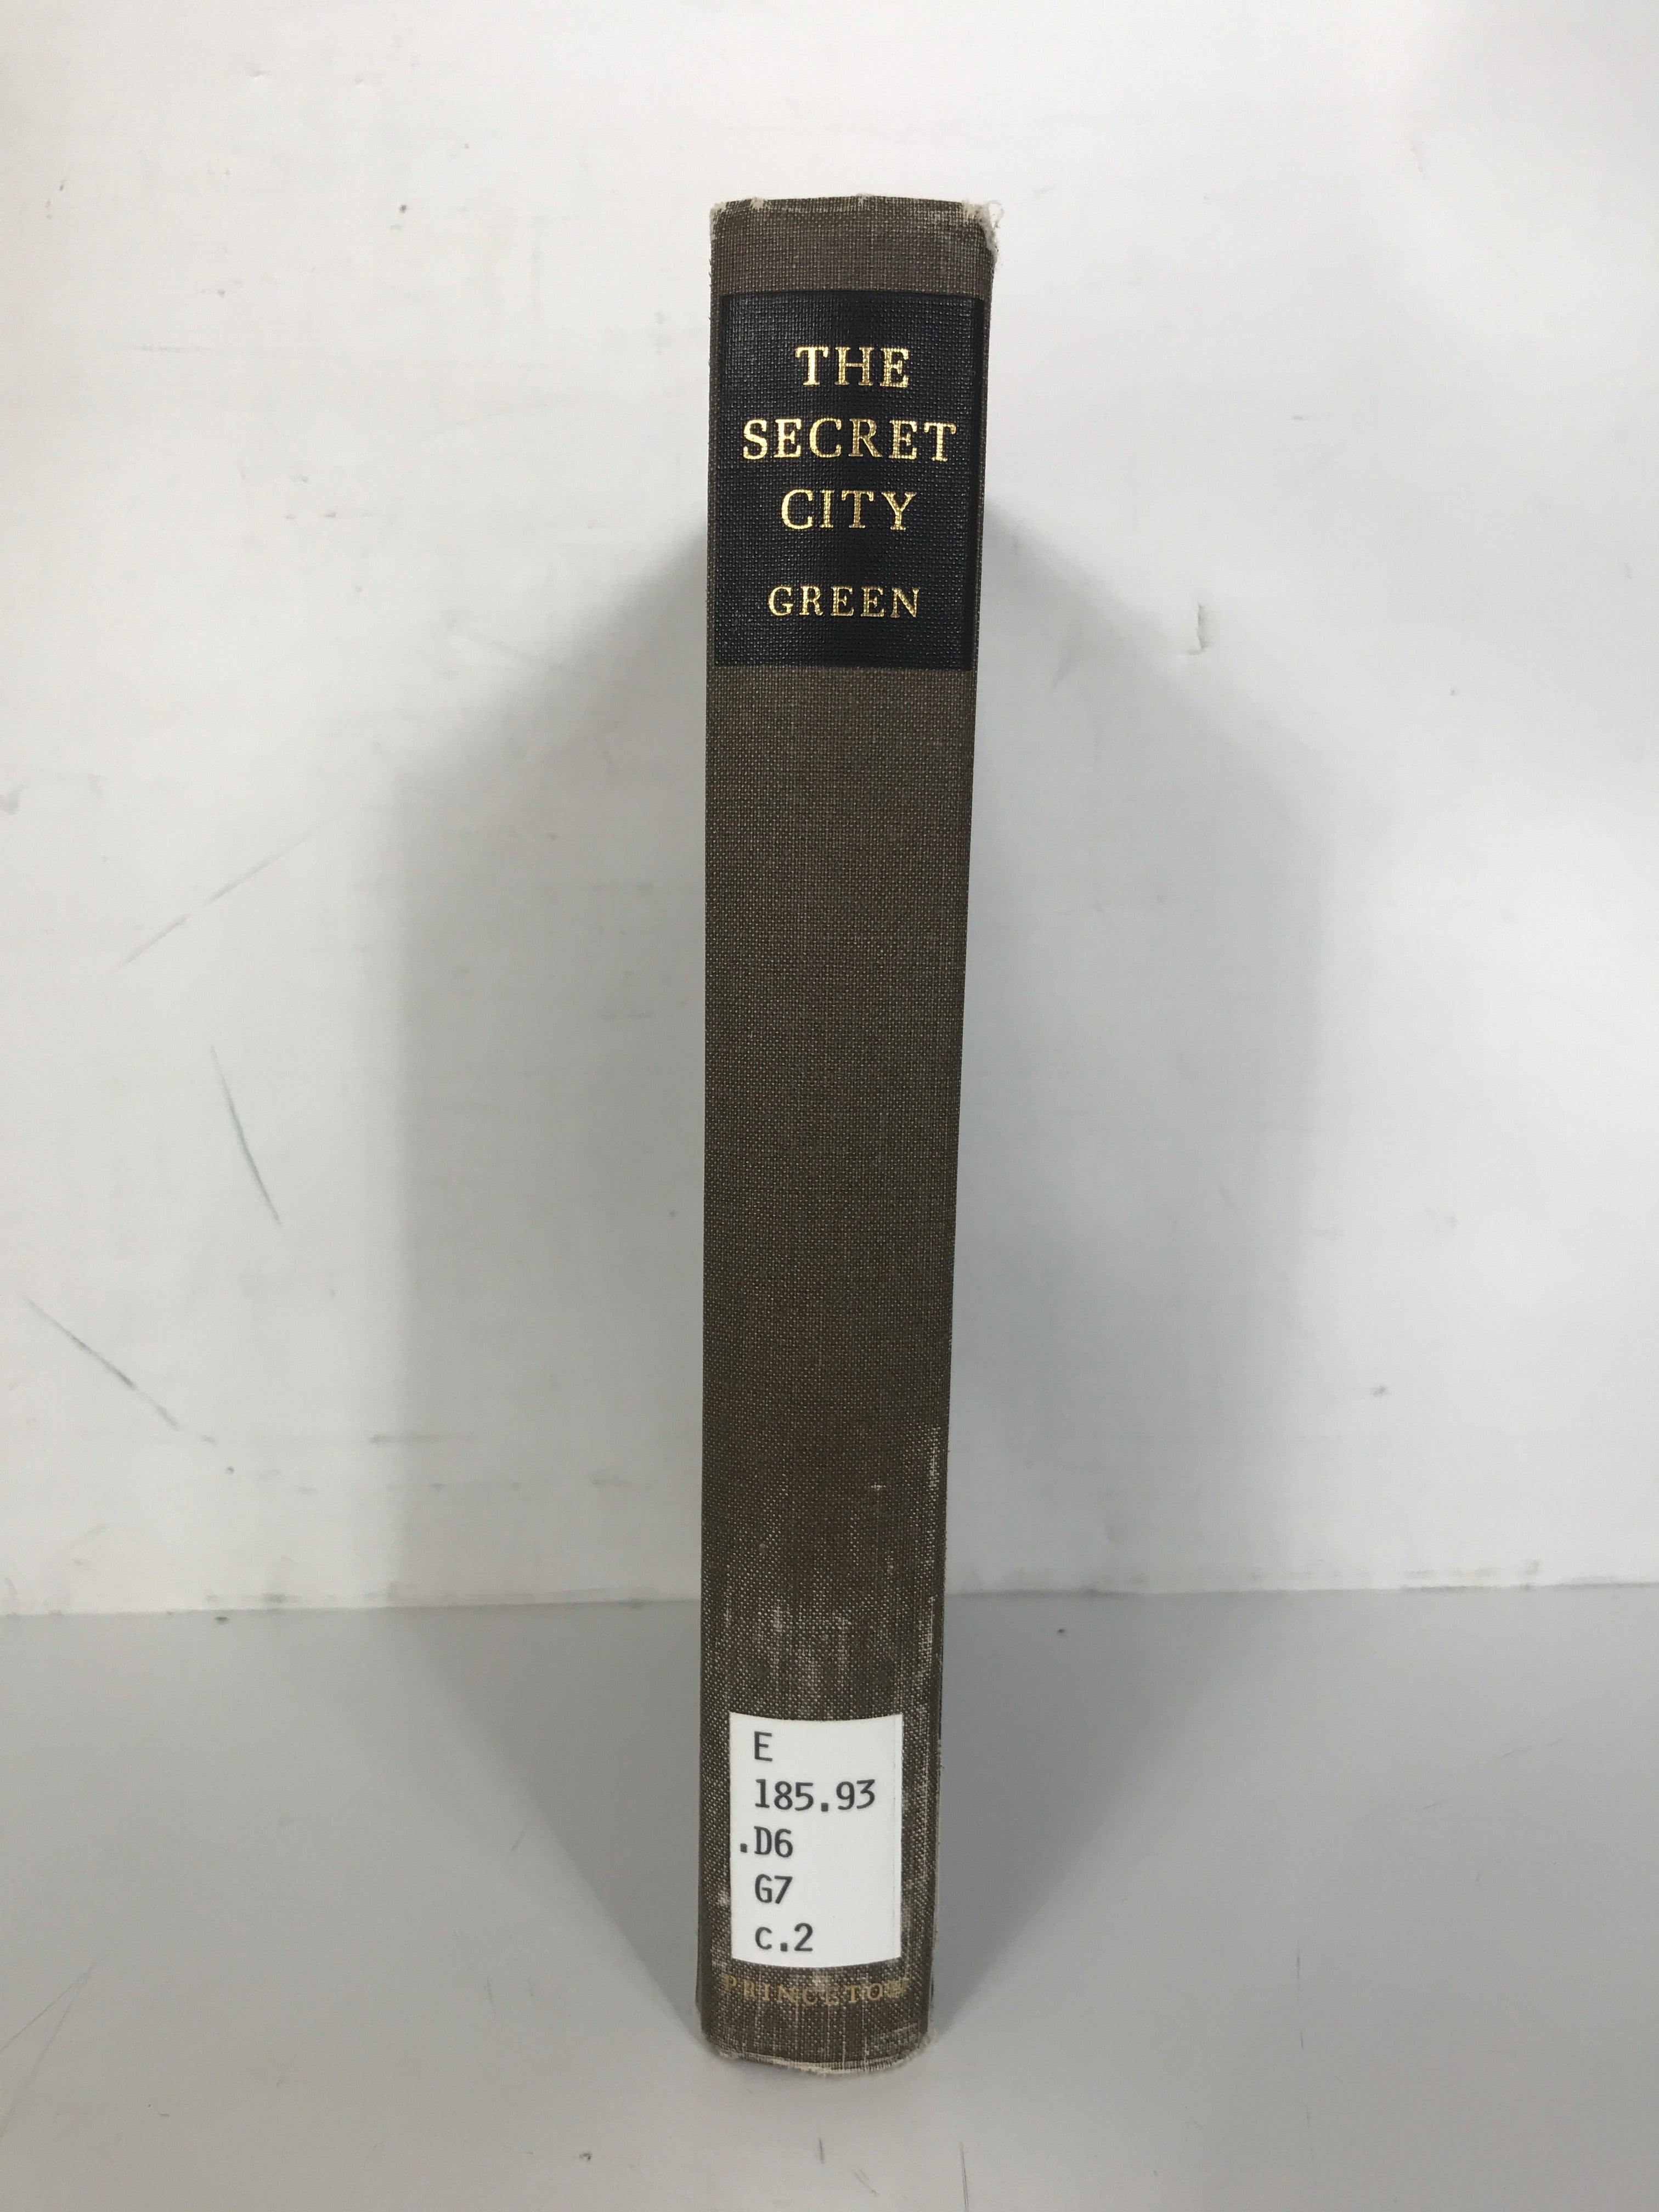 THE
SECRET
CITY
GREEN
E
185.93
.D6
G7
c.2
PRINCETON